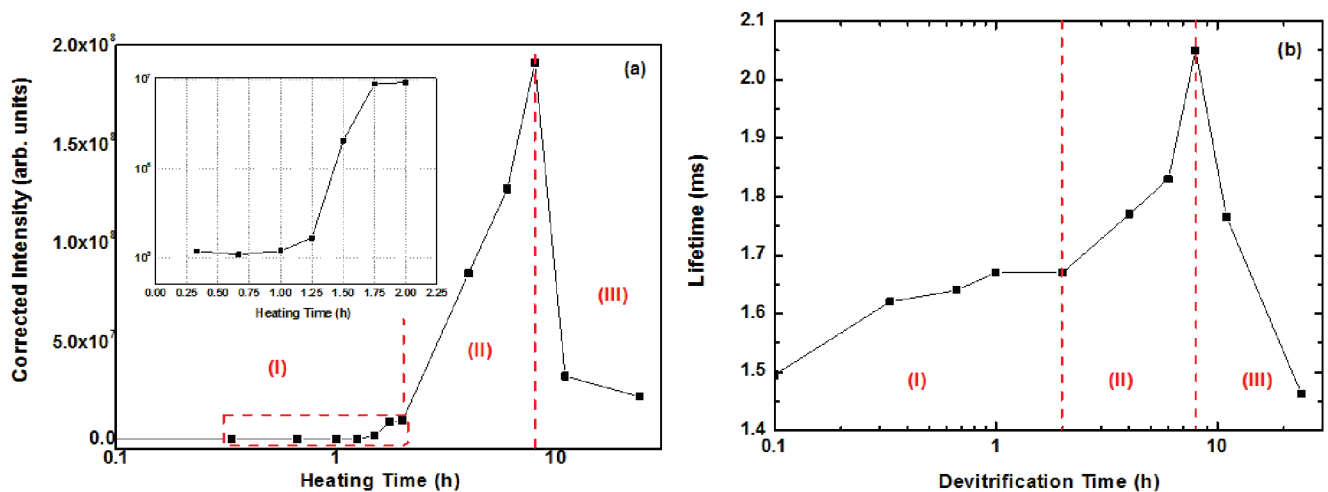 (a)
2.0x10⁸
1.5x10⁸
1.0x10⁸
5.0x10⁷
0.0
Corrected Intensity (arb. units)
10⁷
10⁶
10⁵
0.00 0.25 0.50 0.75 1.00 1.25 1.50 1.75 2.00 2.25
Heating Time (h)
(I)
(II)
(III)
0.1 1 10
Heating Time (h)
(b)
2.1
2.0
1.9
1.8
1.7
1.6
1.5
1.4
Lifetime (ms)
(I)
(II)
(III)
0.1 1 10
Devitrification Time (h)